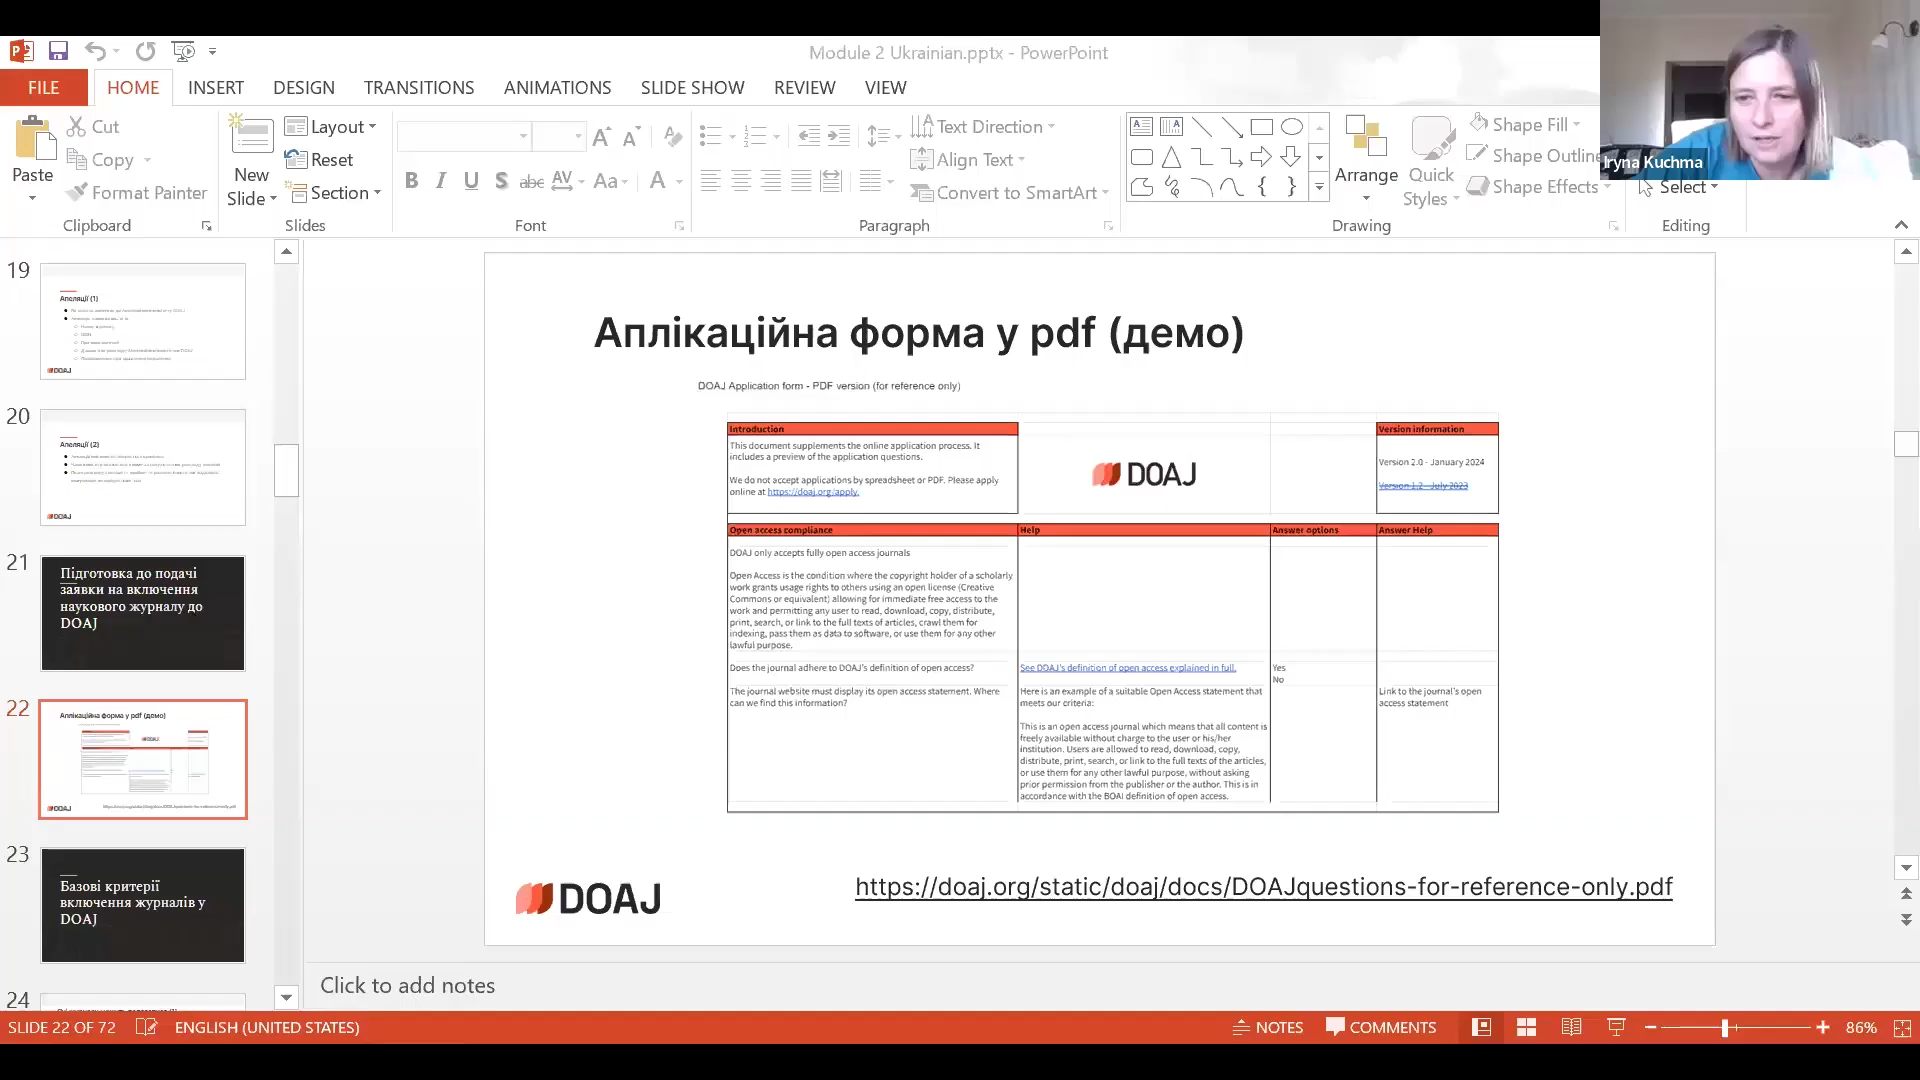 Module 2 Ukrainian.pptx - PowerPoint
FILE
HOME
INSERT
DESIGN
TRANSITIONS
ANIMATIONS
SLIDE SHOW
REVIEW
VIEW
Iryna Kuchma
Paste
Cut
Copy
Format Painter
Clipboard
New
Slide
Layout
Reset
Section
Slides
B I U S abc AV Aa A
Font
Text Direction
Align Text
Convert to SmartArt
Paragraph
Arrange
Quick
Styles
Shape Fill
Shape Outline
Shape Effects
Drawing
Select
Editing
19
Апеляції (1)
DOAJ
20
Апеляції (2)
DOAJ
21
Підготовка до подачі
заявки на включення
наукового журналу до
DOAJ
22
Аплікаційна форма у pdf (демо)
DOAJ
23
Базові критерії
включення журналів у
DOAJ
24
Аплікаційна форма у pdf (демо)
DOAJ Application form - PDF version (for reference only)
Introduction
This document supplements the online application process. It
includes a preview of the application questions.
We do not accept applications by spreadsheet or PDF. Please apply
online at https://doaj.org/apply.
DOAJ
Version information
Version 2.0 - January 2024
Version 1.2 - July 2023
Open access compliance
Help
Answer options
Answer Help
DOAJ only accepts fully open access journals
Open Access is the condition where the copyright holder of a scholarly
work grants usage rights to others using an open license (Creative
Commons or equivalent) allowing for immediate free access to the
work and permitting any user to read, download, copy, distribute,
print, search, or link to the full texts of articles, crawl them for
indexing, pass them as data to software, or use them for any other
lawful purpose.
Does the journal adhere to DOAJ's definition of open access?
See DOAJ's definition of open access explained in full.
Yes
No
The journal website must display its open access statement. Where
can we find this information?
Here is an example of a suitable Open Access statement that
meets our criteria:
This is an open access journal which means that all content is
freely available without charge to the user or his/her
institution. Users are allowed to read, download, copy,
distribute, print, search, or link to the full texts of the articles,
or use them for any other lawful purpose, without asking
prior permission from the publisher or the author. This is in
accordance with the BOAI definition of open access.
Link to the journal's open
access statement
DOAJ
https://doaj.org/static/doaj/docs/DOAJquestions-for-reference-only.pdf
Click to add notes
SLIDE 22 OF 72
ENGLISH (UNITED STATES)
NOTES
COMMENTS
86%